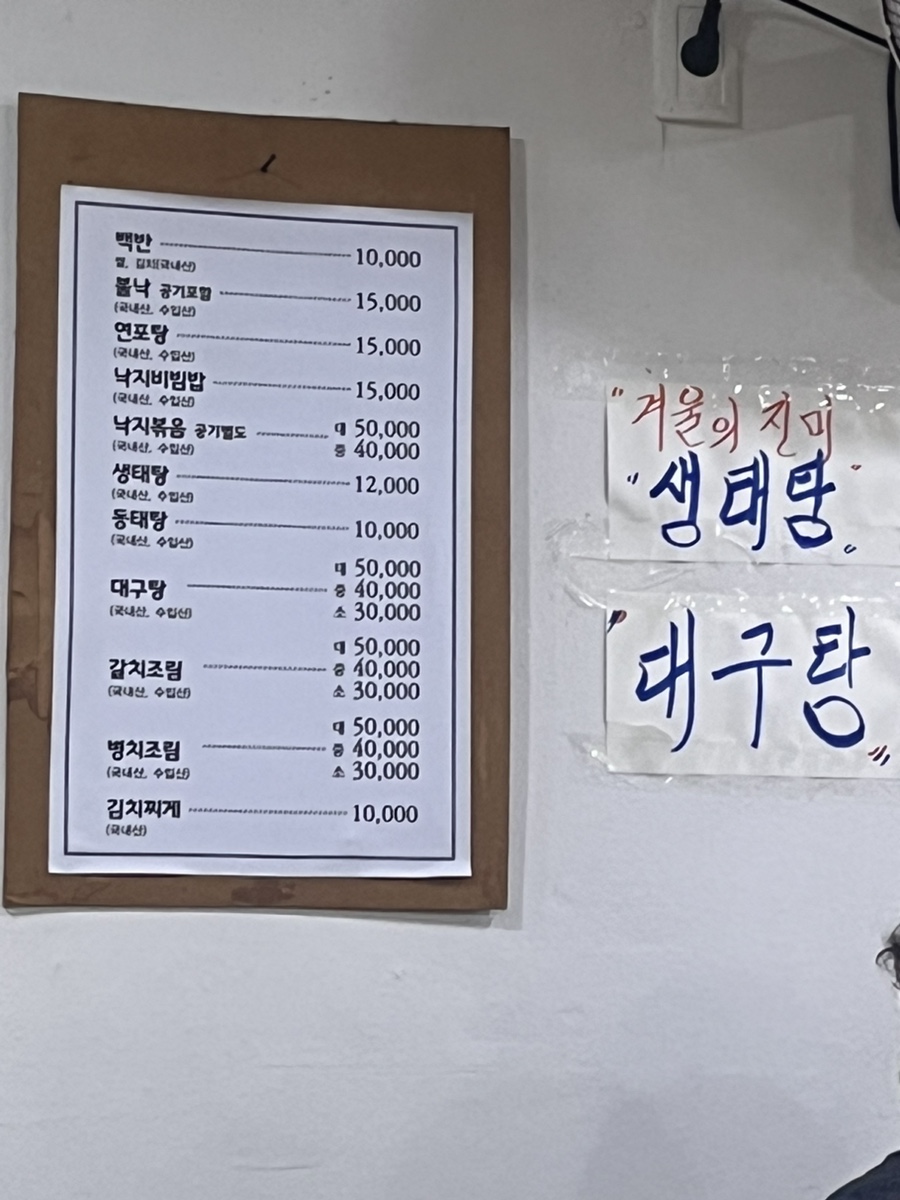 백반 10,000
쌀, 김치(국내산)
불낙 공기포함 15,000
(국내산, 수입산)
연포탕 15,000
(국내산, 수입산)
낙지비빔밥 15,000
(국내산, 수입산)
낙지볶음 공기별도 대 50,000
(국내산, 수입산) 중 40,000
생태탕 12,000
(국내산, 수입산)
동태탕 10,000
(국내산, 수입산)
대 50,000
대구탕 중 40,000
(국내산, 수입산) 소 30,000
대 50,000
갈치조림 중 40,000
(국내산, 수입산) 소 30,000
대 50,000
병치조림 중 40,000
(국내산, 수입산) 소 30,000
김치찌게 10,000
(국내산)
"겨울의 진미
"생태탕"
"대구탕"